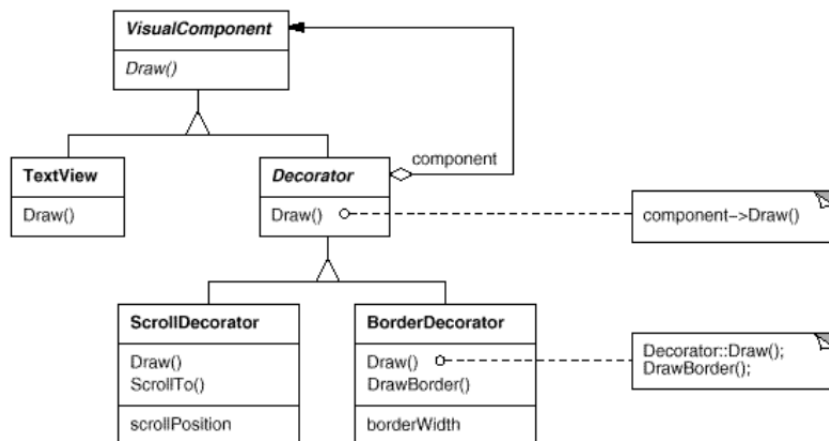 VisualComponent
Draw()
component
TextView
Draw()
Decorator
Draw()
component->Draw()
ScrollDecorator
Draw()
ScrollTo()
scrollPosition
BorderDecorator
Draw()
DrawBorder()
borderWidth
Decorator::Draw();
DrawBorder();